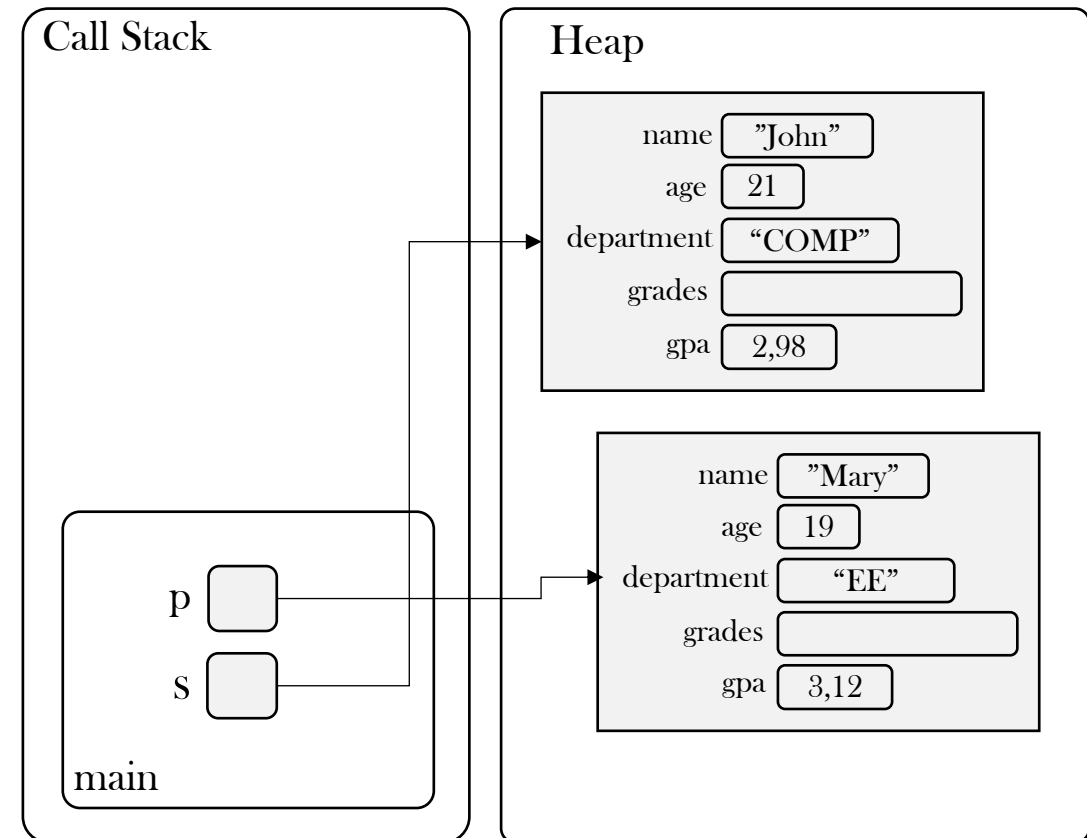 Call Stack
p
s
main
Heap
name ”John”
age 21
department “COMP”
grades
gpa 2,98
name ”Mary”
age 19
department “EE”
grades
gpa 3,12